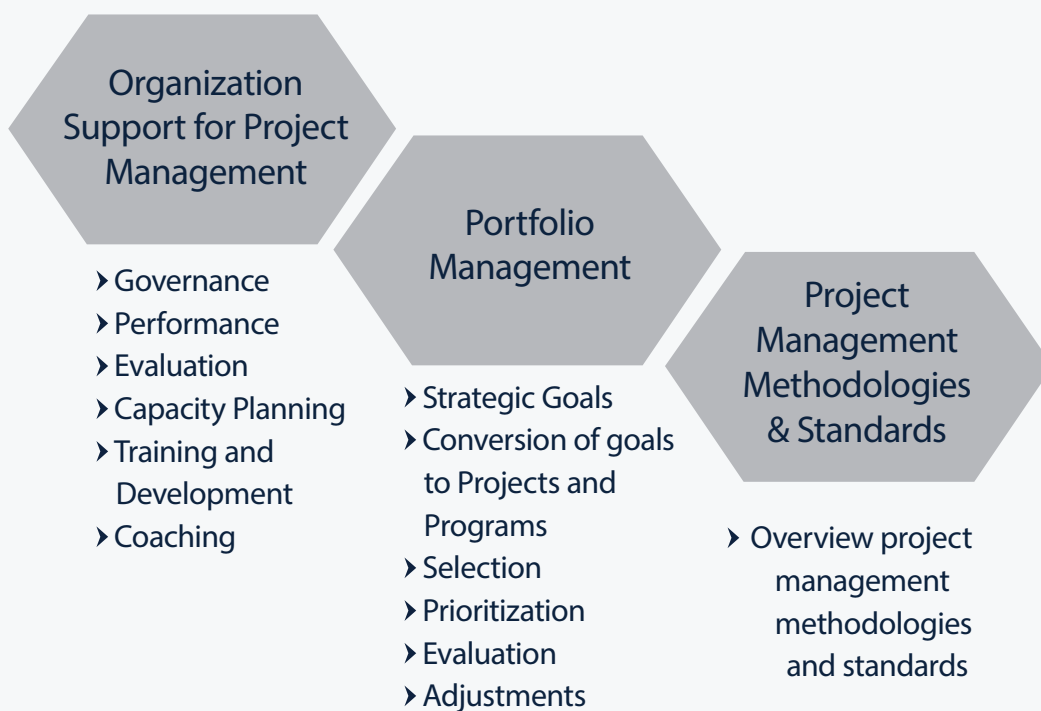 Organization
Support for Project
Management
› Governance
› Performance
› Evaluation
› Capacity Planning
› Training and
Development
› Coaching
Portfolio
Management
› Strategic Goals
› Conversion of goals
to Projects and
Programs
› Selection
› Prioritization
› Evaluation
› Adjustments
Project
Management
Methodologies
& Standards
› Overview project
management
methodologies
and standards